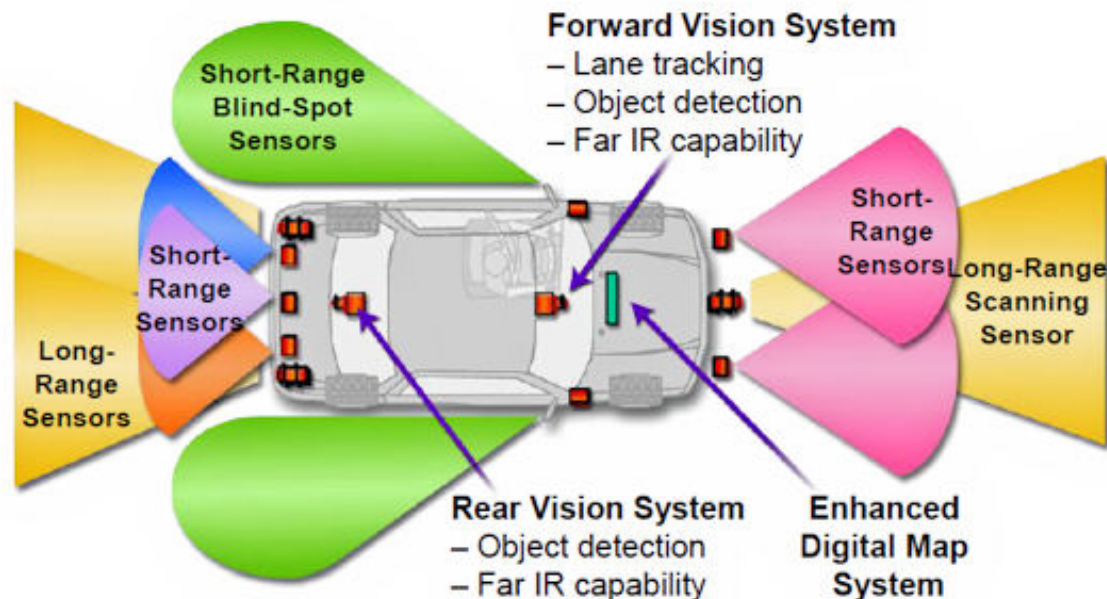 Forward Vision System
– Lane tracking
– Object detection
– Far IR capability
Short-Range
Blind-Spot
Sensors
Short-
Range
Sensors
Long-
Range
Sensors
Short-
Range
Sensors
Long-Range
Scanning
Sensor
Rear Vision System
– Object detection
– Far IR capability
Enhanced
Digital Map
System